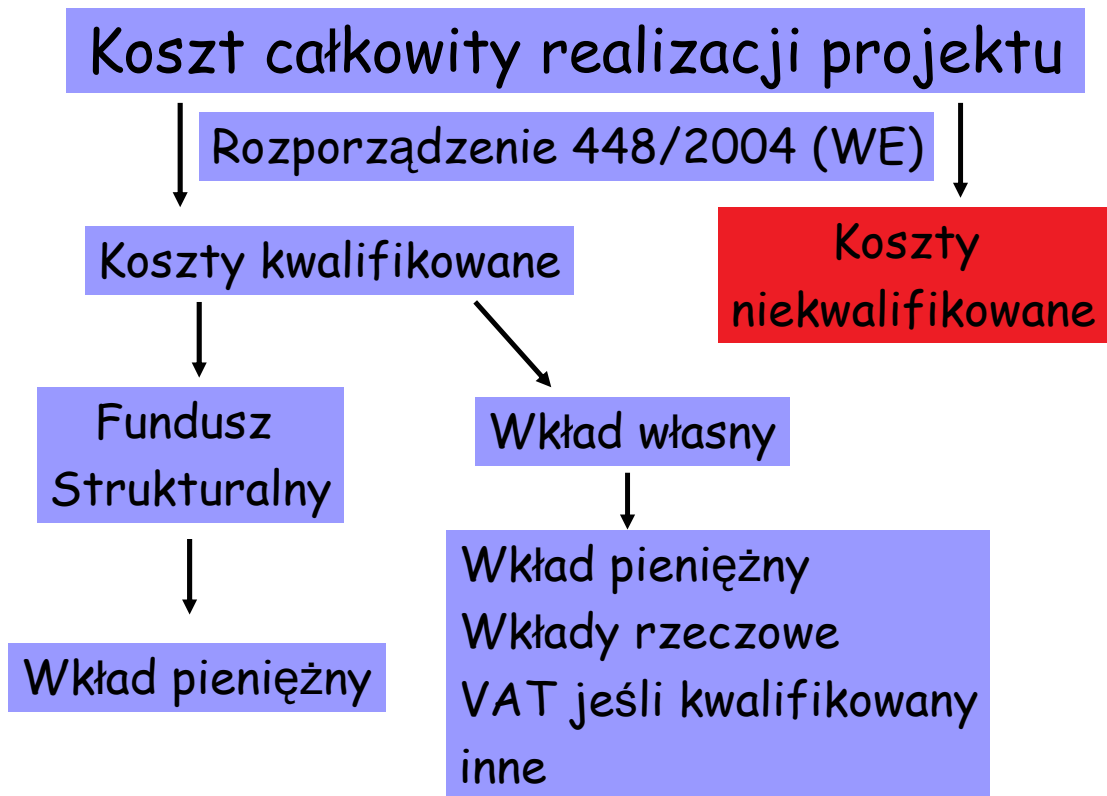 Koszt całkowity realizacji projektu
Rozporządzenie 448/2004 (WE)
Koszty kwalifikowane
Koszty
niekwalifikowane
Fundusz
Strukturalny
Wkład własny
Wkład pieniężny
Wkład pieniężny
Wkłady rzeczowe
VAT jeśli kwalifikowany
inne